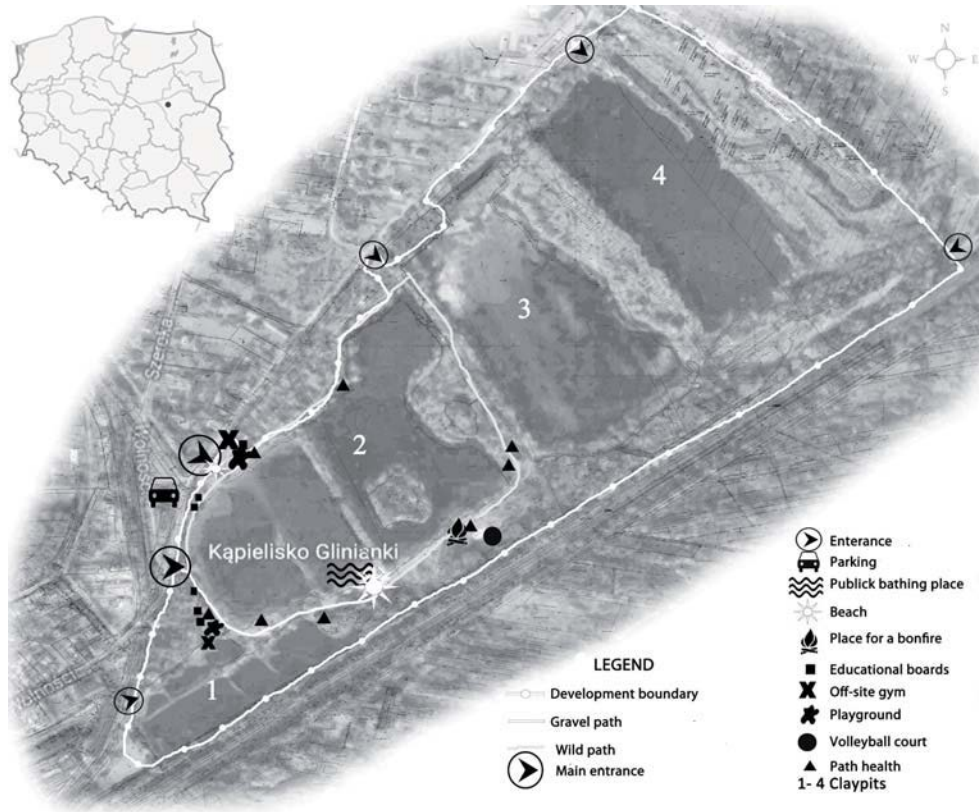 N
W E
S
4
3
Szeroka
2
Kąpielisko Glinianki
1
LEGEND
Development boundary
Gravel path
Wild path
Main entrance
Enterance
Parking
Publick bathing place
Beach
Place for a bonfire
Educational boards
Off-site gym
Playground
Volleyball court
Path health
1- 4 Claypits